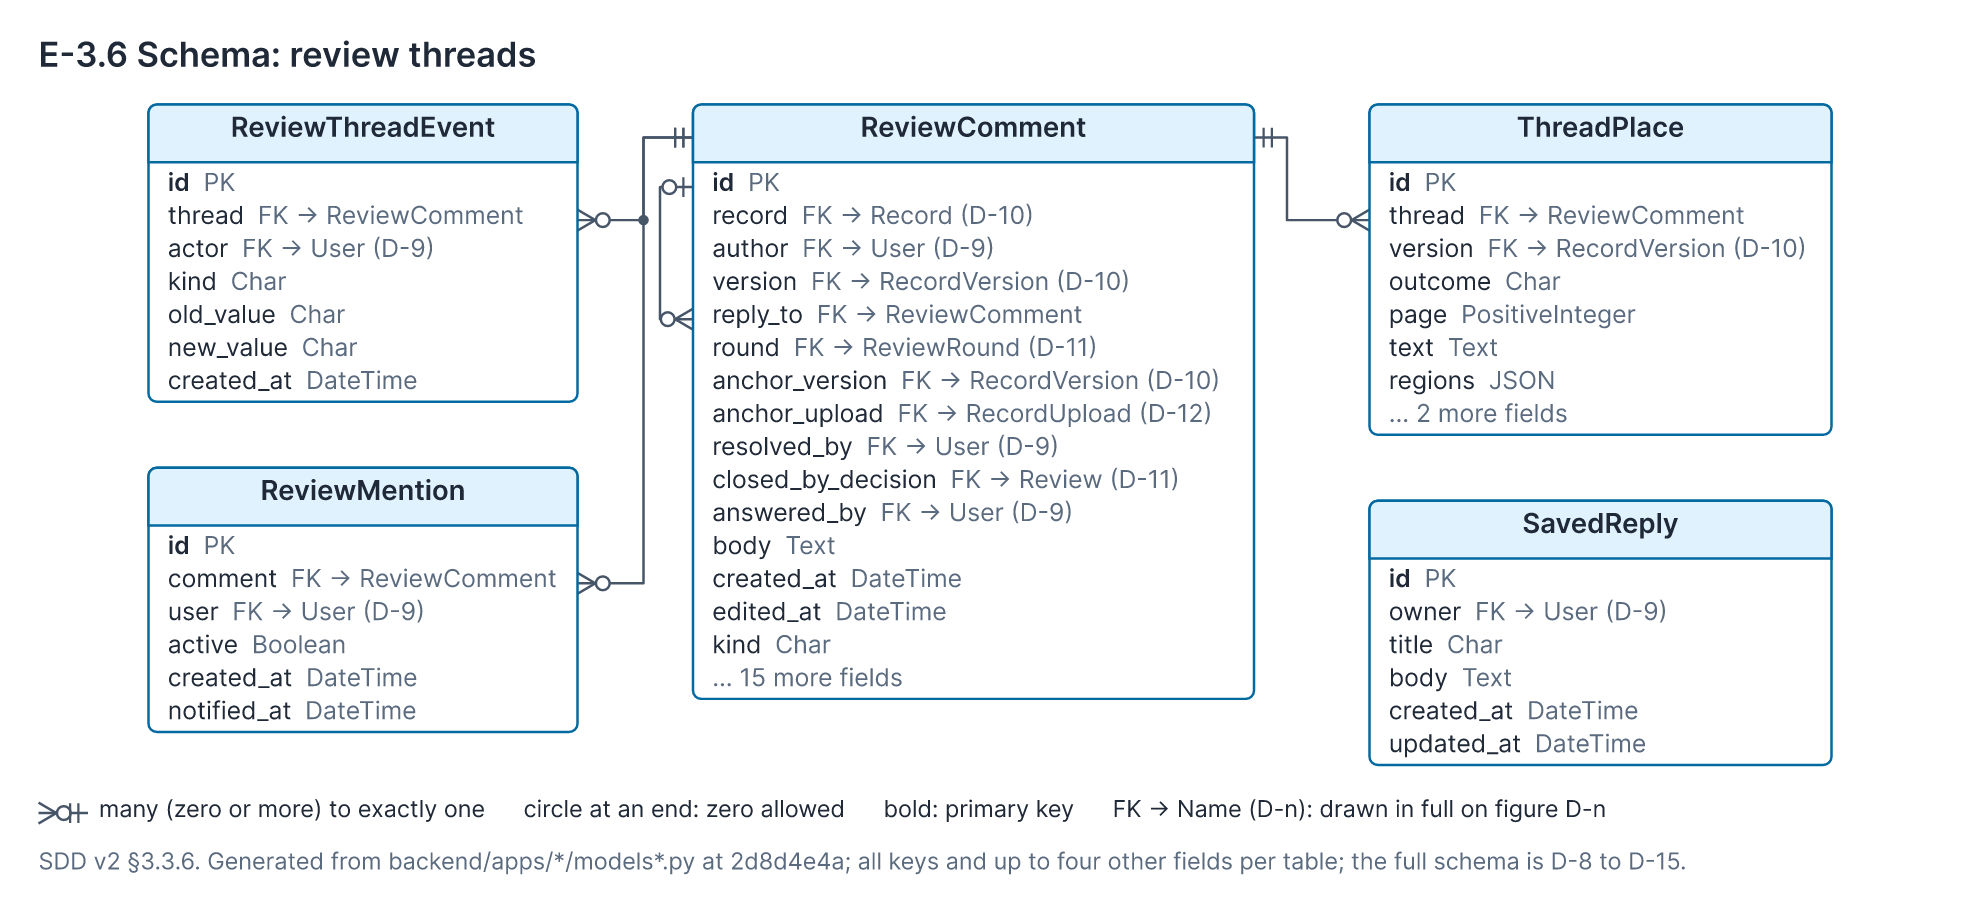 E-3.6 Schema: review threads
ReviewThreadEvent
id PK
thread FK → ReviewComment
actor FK → User (D-9)
kind Char
old_value Char
new_value Char
created_at DateTime
ReviewMention
id PK
comment FK → ReviewComment
user FK → User (D-9)
active Boolean
created_at DateTime
notified_at DateTime
ReviewComment
id PK
record FK → Record (D-10)
author FK → User (D-9)
version FK → RecordVersion (D-10)
reply_to FK → ReviewComment
round FK → ReviewRound (D-11)
anchor_version FK → RecordVersion (D-10)
anchor_upload FK → RecordUpload (D-12)
resolved_by FK → User (D-9)
closed_by_decision FK → Review (D-11)
answered_by FK → User (D-9)
body Text
created_at DateTime
edited_at DateTime
kind Char
... 15 more fields
ThreadPlace
id PK
thread FK → ReviewComment
version FK → RecordVersion (D-10)
outcome Char
page PositiveInteger
text Text
regions JSON
... 2 more fields
SavedReply
id PK
owner FK → User (D-9)
title Char
body Text
created_at DateTime
updated_at DateTime
many (zero or more) to exactly one circle at an end: zero allowed bold: primary key FK → Name (D-n): drawn in full on figure D-n
SDD v2 §3.3.6. Generated from backend/apps/*/models*.py at 2d8d4e4a; all keys and up to four other fields per table; the full schema is D-8 to D-15.